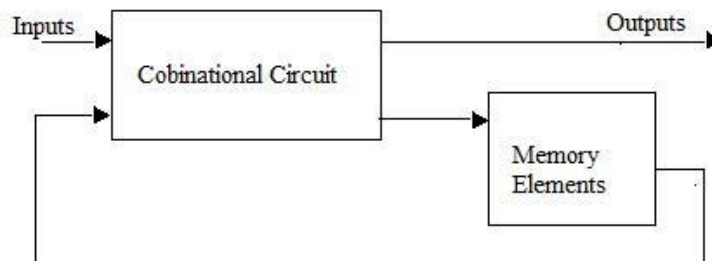 Inputs
Outputs
Cobinational Circuit
Memory
Elements